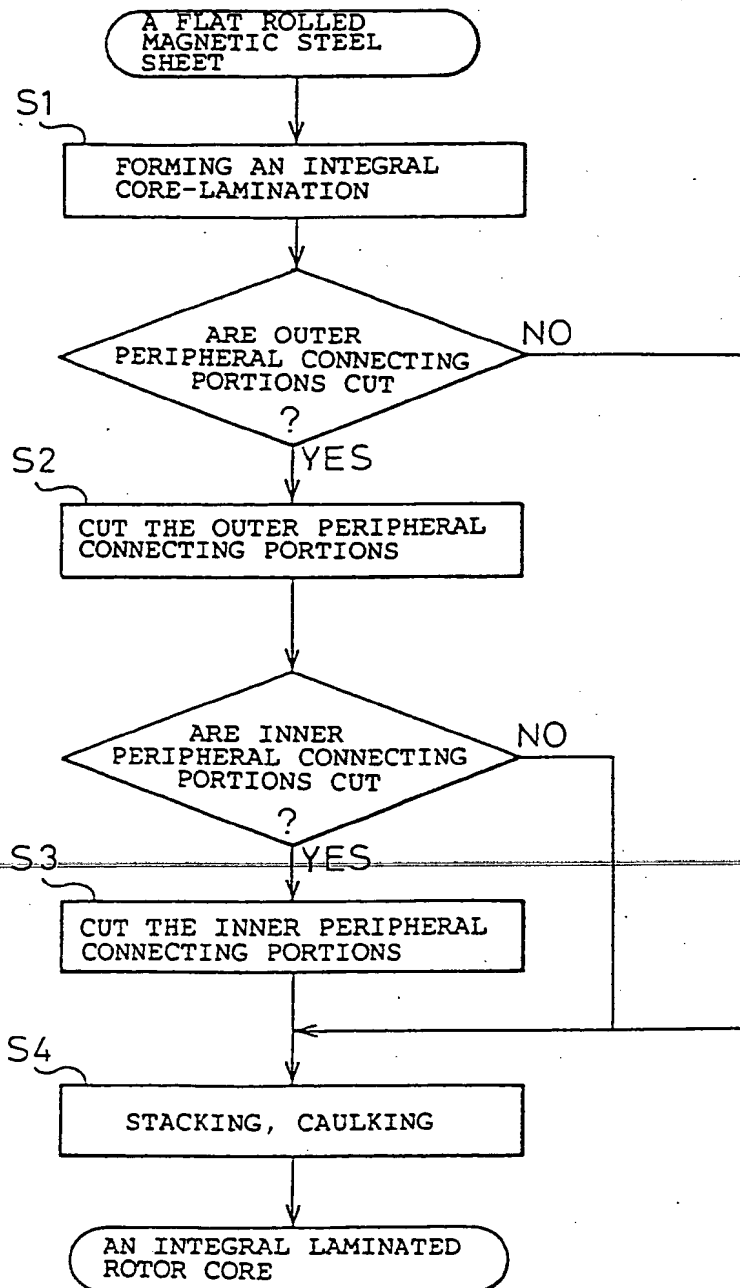 A FLAT ROLLED
MAGNETIC STEEL
SHEET
S1
FORMING AN INTEGRAL
CORE-LAMINATION
ARE OUTER
PERIPHERAL CONNECTING
PORTIONS CUT
?
NO
YES
S2
CUT THE OUTER PERIPHERAL
CONNECTING PORTIONS
ARE INNER
PERIPHERAL CONNECTING
PORTIONS CUT
?
NO
YES
S3
CUT THE INNER PERIPHERAL
CONNECTING PORTIONS
S4
STACKING, CAULKING
AN INTEGRAL LAMINATED
ROTOR CORE